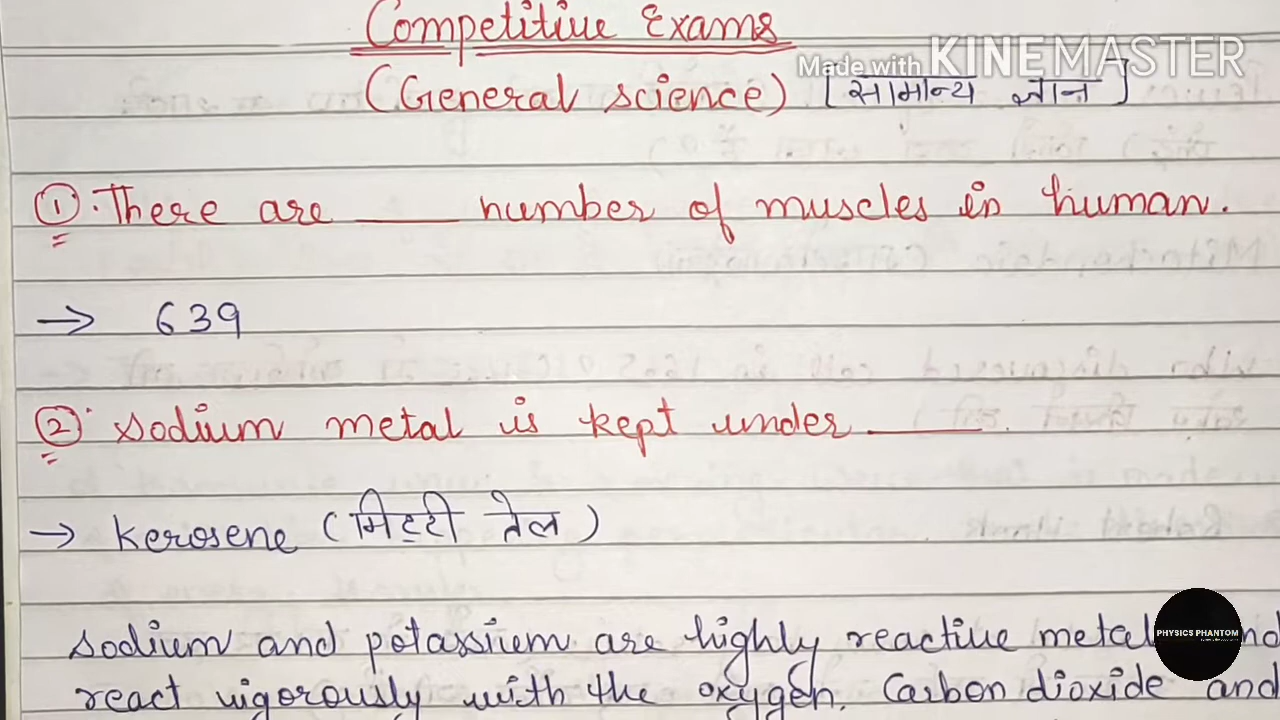 Competitive Exams
Made with KINEMASTER
(General science) [सामान्य ज्ञान]
① There are ____ number of muscles in human.
→ 639
② Sodium metal is kept under ____.
→ Kerosene (मिटटी तेल)
Sodium and potassium are highly reactive metal
PHYSICS PHANTOM
react vigorously with the oxygen, Carbon dioxide and